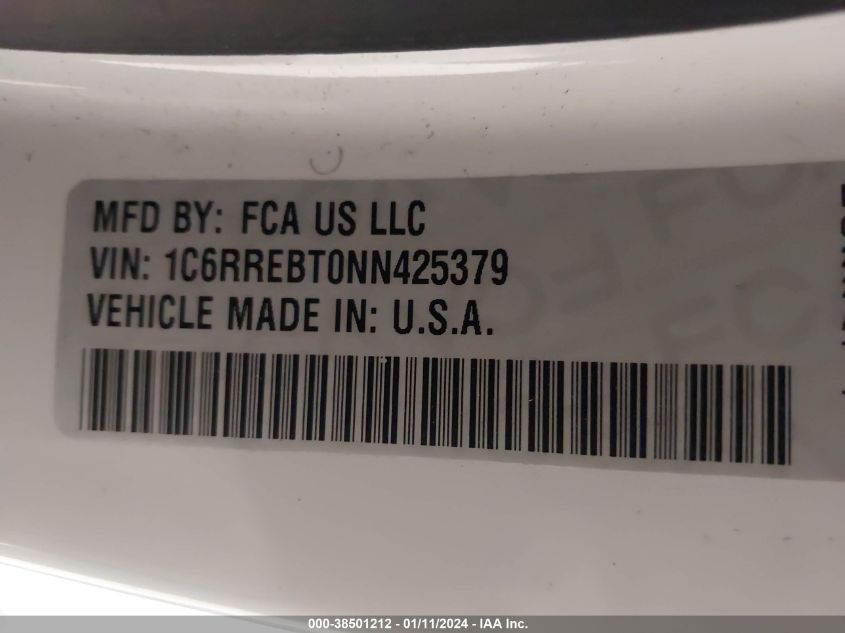 MFD BY: FCA US LLC
VIN: 1C6RREBT0NN425379
VEHICLE MADE IN: U.S.A.
000-38501212 - 01/11/2024 - IAA Inc.